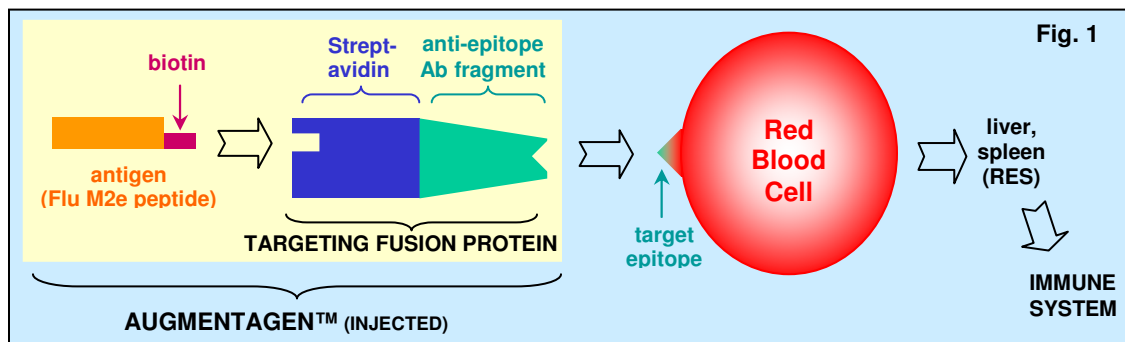 Fig. 1
biotin
antigen
(Flu M2e peptide)
Strept-
avidin
anti-epitope
Ab fragment
TARGETING FUSION PROTEIN
AUGMENTAGEN™ (INJECTED)
target
epitope
Red
Blood
Cell
liver,
spleen
(RES)
IMMUNE
SYSTEM